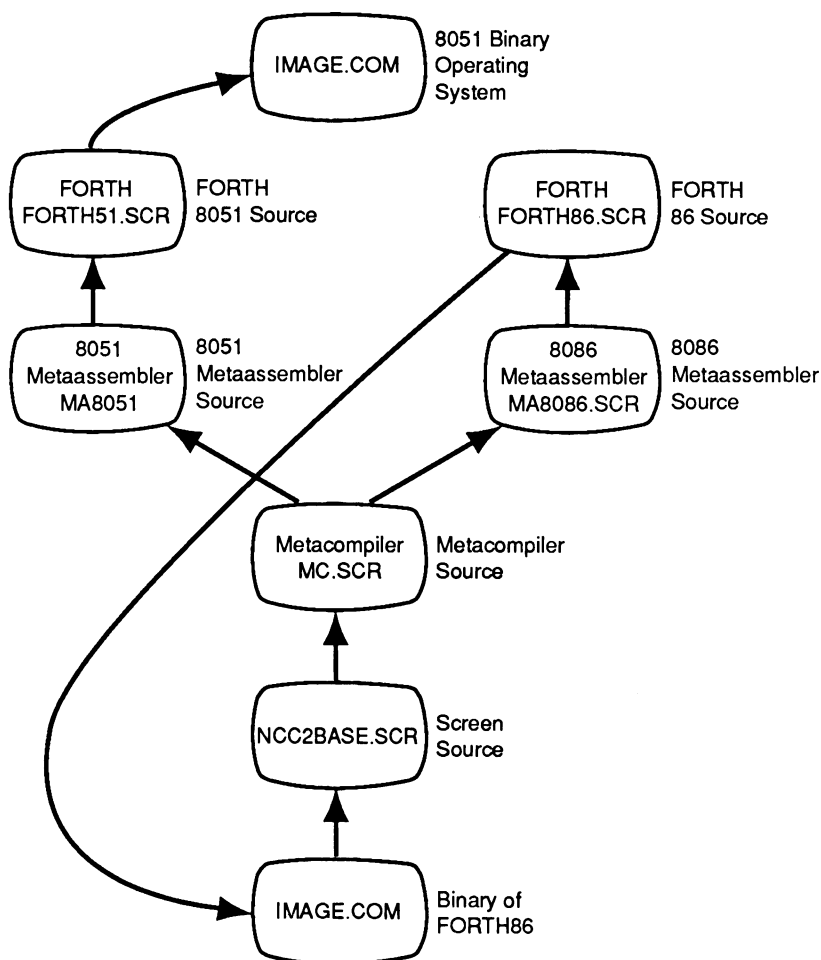 IMAGE.COM
8051 Binary
Operating
System
FORTH
FORTH51.SCR
FORTH
8051 Source
FORTH
FORTH86.SCR
FORTH
86 Source
8051
Metaassembler
MA8051
8051
Metaassembler
Source
8086
Metaassembler
MA8086.SCR
8086
Metaassembler
Source
Metacompiler
MC.SCR
Metacompiler
Source
NCC2BASE.SCR
Screen
Source
IMAGE.COM
Binary of
FORTH86